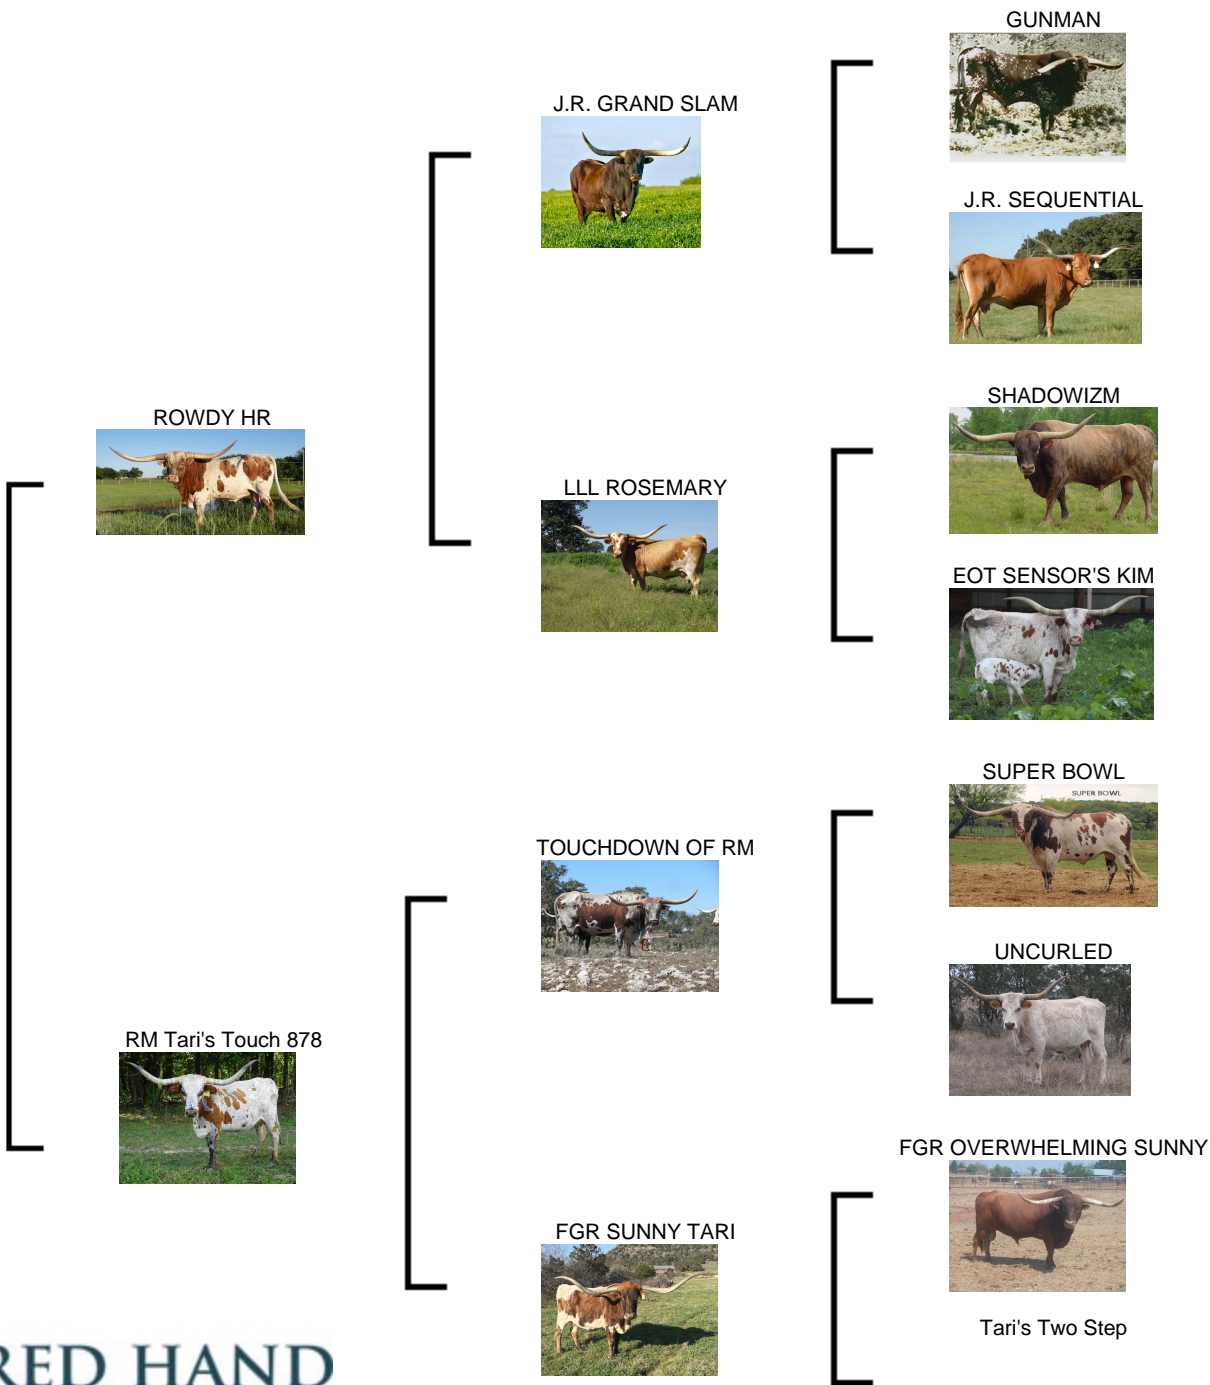 GUNMAN
J.R. GRAND SLAM
J.R. SEQUENTIAL
SHADOWIZM
ROWDY HR
LLL ROSEMARY
EOT SENSOR'S KIM
SUPER BOWL
SUPER BOWL
TOUCHDOWN OF RM
UNCURLED
RM Tari's Touch 878
FGR OVERWHELMING SUNNY
FGR SUNNY TARI
Tari's Two Step
RED HAND